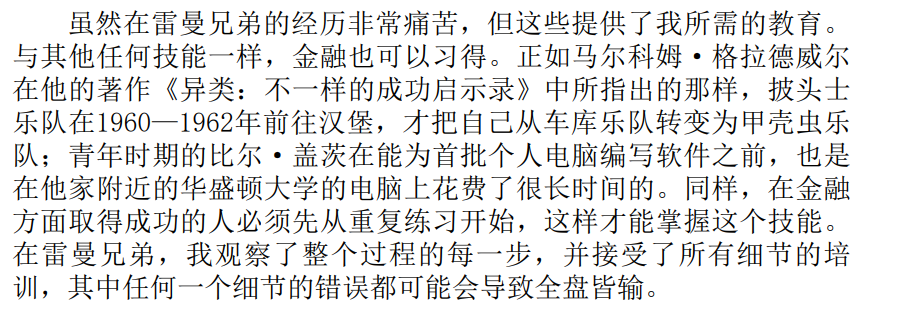 虽然在雷曼兄弟的经历非常痛苦，但这些提供了我所需的教育。
与其他任何技能一样，金融也可以习得。正如马尔科姆·格拉德威尔
在他的著作《异类：不一样的成功启示录》中所指出的那样，披头士
乐队在1960—1962年前往汉堡，才把自己从车库乐队转变为甲壳虫乐
队；青年时期的比尔·盖茨在能为首批个人电脑编写软件之前，也是
在他家附近的华盛顿大学的电脑上花费了很长时间的。同样，在金融
方面取得成功的人必须先从重复练习开始，这样才能掌握这个技能。
在雷曼兄弟，我观察了整个过程的每一步，并接受了所有细节的培
训，其中任何一个细节的错误都可能会导致全盘皆输。